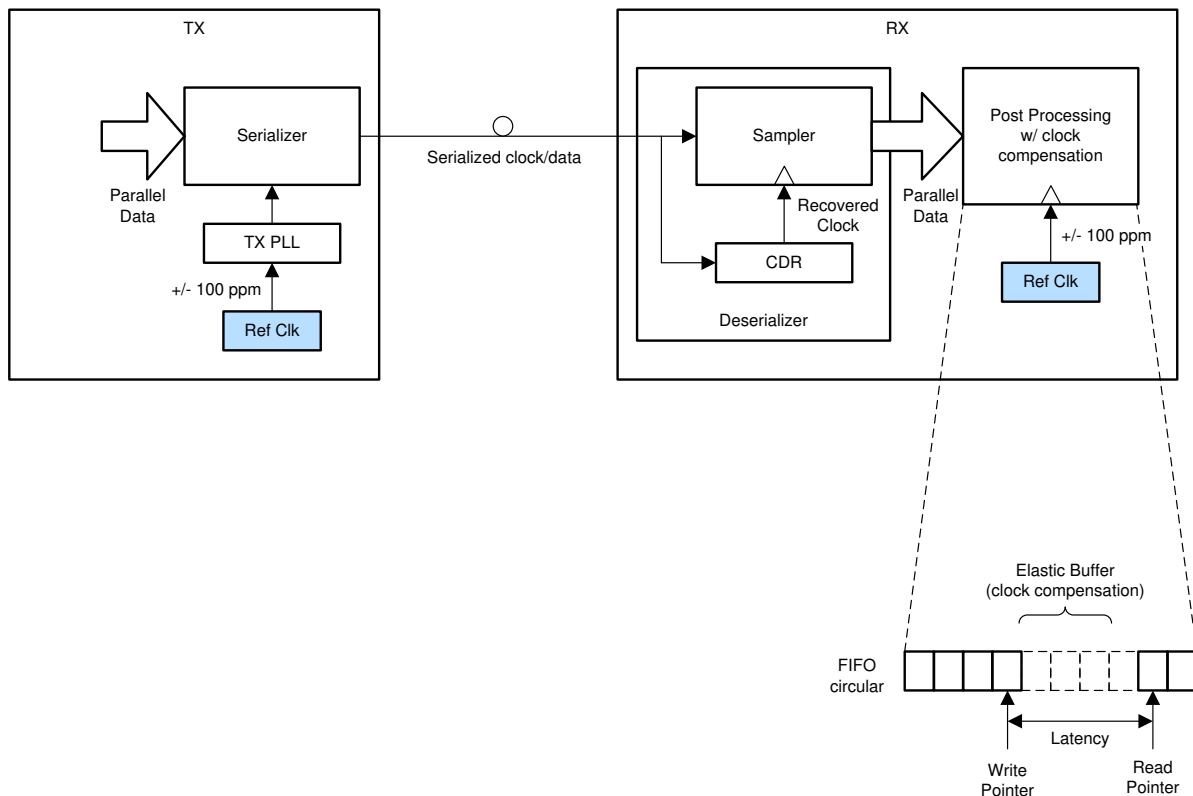 TX
RX
Serializer
Parallel
Data
TX PLL
+/- 100 ppm
Ref Clk
Serialized clock/data
Sampler
Recovered
Clock
CDR
Deserializer
Parallel
Data
Post Processing
w/ clock
compensation
+/- 100 ppm
Ref Clk
Elastic Buffer
(clock compensation)
FIFO
circular
Latency
Write
Pointer
Read
Pointer